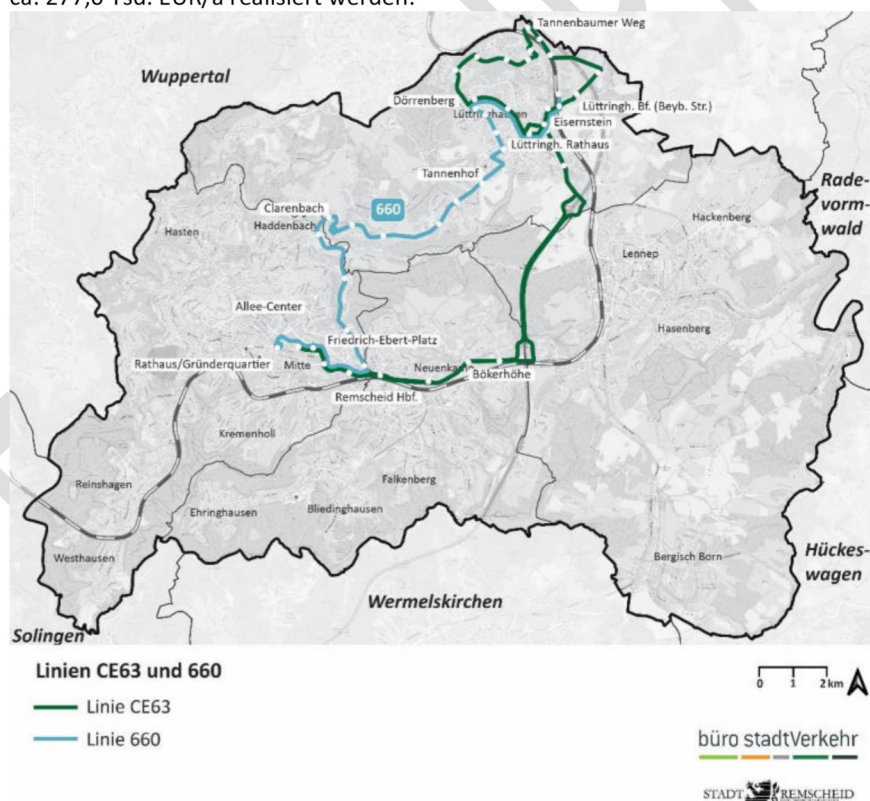 ca. 277,6 Tsd. EUR/a realisiert werden.
Tannenbaumer Weg
Wuppertal
Dörrenberg
Lüttringhausen
Lüttringh. Bf. (Beyb. Str.)
Eisernstein
Lüttringh. Rathaus
Tannenhof
Rade-
vorm-
wald
Clarenbach
660
Haddenbach
Hasten
Hackenberg
Lennep
Allee-Center
Hasenberg
Friedrich-Ebert-Platz
Rathaus/Gründerquartier
Mitte
Bökerhöhe
Remscheid Hbf.
Kremenholl
Reinshagen
Falkenberg
Ehringhausen
Bliedinghausen
Westhausen
Bergisch Born
Hückes-
wagen
Wermelskirchen
Solingen
Linien CE63 und 660
0 1 2 km
Linie CE63
Linie 660
büro stadtVerkehr
STADT REMSCHEID